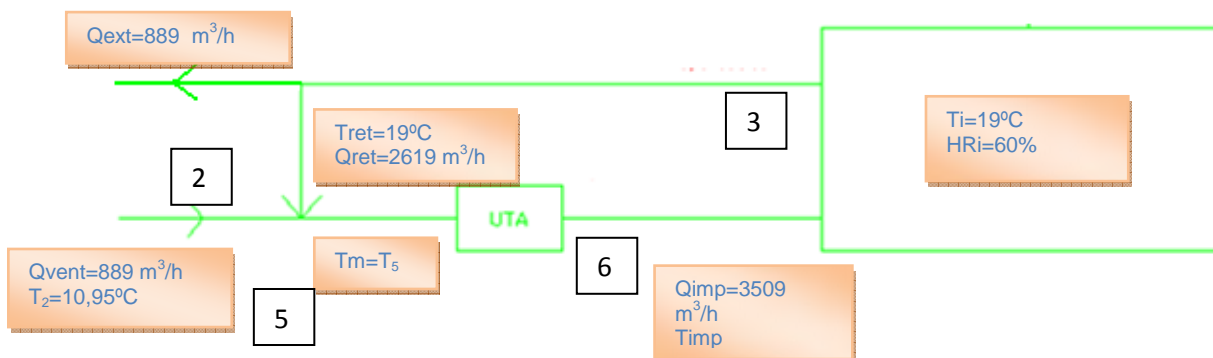 Qext=889 m³/h
3
Tret=19ºC
Qret=2619 m³/h
Ti=19ºC
HRi=60%
2
UTA
Qvent=889 m³/h
T₂=10,95ºC
Tm=T₅
5
6
Qimp=3509
m³/h
Timp